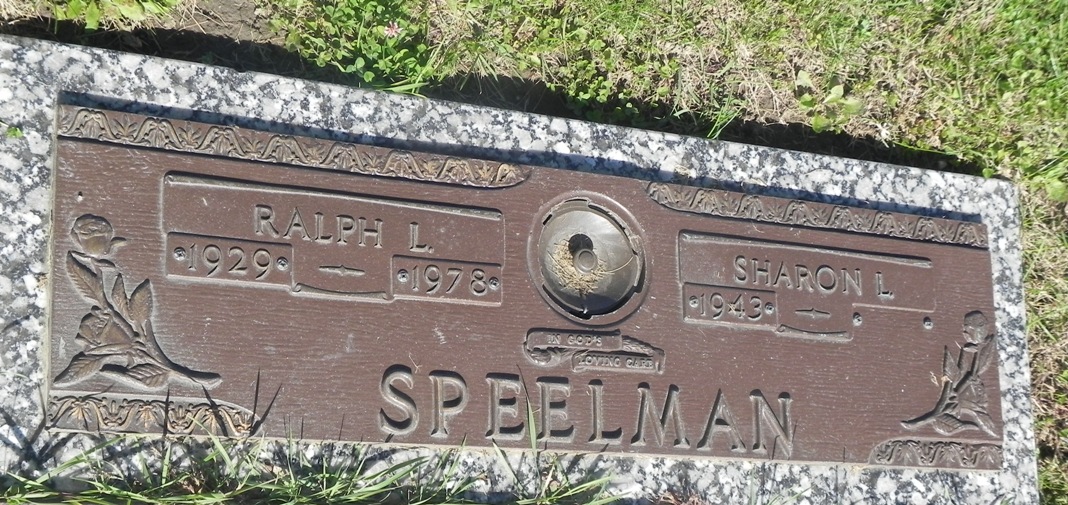 RALPH L.
1929 1978
SHARON L.
1943
IN GOD'S
LOVING CARE
SPEELMAN